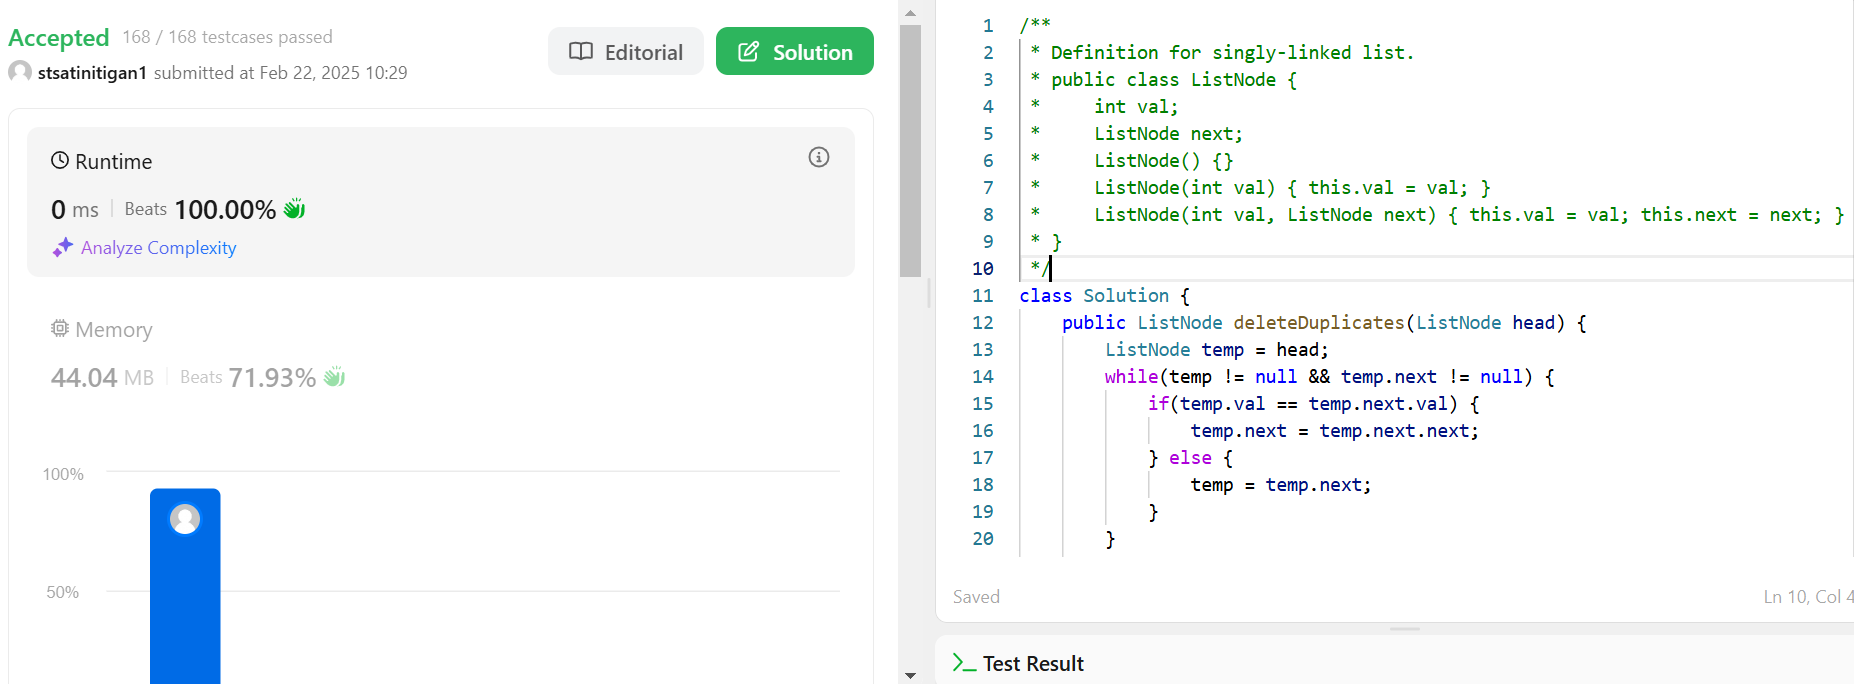 Accepted 168 / 168 testcases passed
stsatinitigan1 submitted at Feb 22, 2025 10:29
Editorial
Solution
Runtime
0 ms Beats 100.00%
Analyze Complexity
Memory
44.04 MB Beats 71.93%
100%
50%
1 /**
2 * Definition for singly-linked list.
3 * public class ListNode {
4 *     int val;
5 *     ListNode next;
6 *     ListNode() {}
7 *     ListNode(int val) { this.val = val; }
8 *     ListNode(int val, ListNode next) { this.val = val; this.next = next; }
9 * }
10 */
11 class Solution {
12     public ListNode deleteDuplicates(ListNode head) {
13         ListNode temp = head;
14         while(temp != null && temp.next != null) {
15             if(temp.val == temp.next.val) {
16                 temp.next = temp.next.next;
17             } else {
18                 temp = temp.next;
19             }
20         }
Saved
Ln 10, Col 4
Test Result